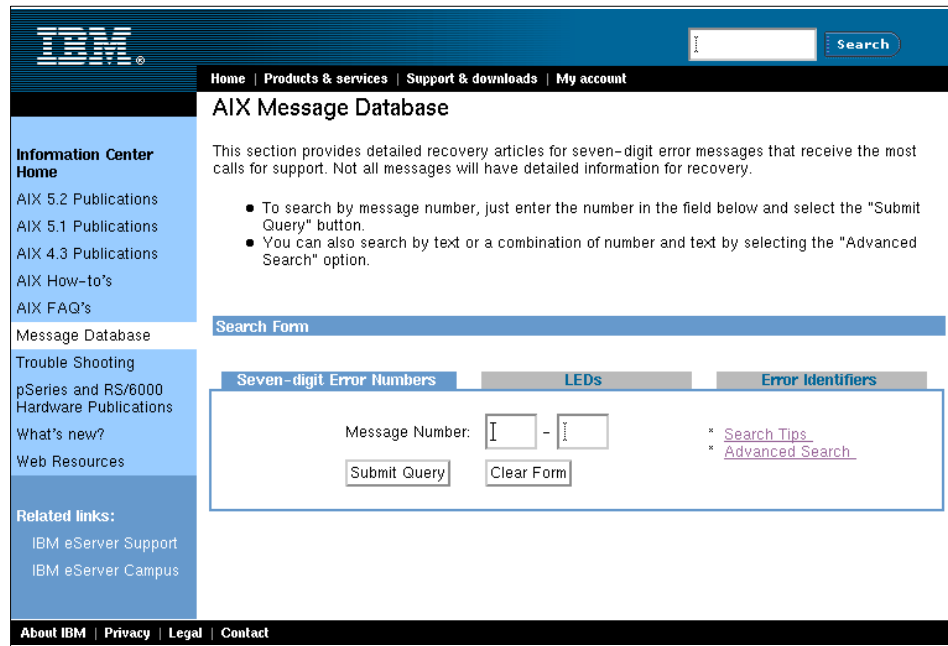 IBM®
Search
Home | Products & services | Support & downloads | My account
AIX Message Database
Information Center
Home
AIX 5.2 Publications
AIX 5.1 Publications
AIX 4.3 Publications
AIX How-to's
AIX FAQ's
Message Database
Trouble Shooting
pSeries and RS/6000
Hardware Publications
What's new?
Web Resources
Related links:
IBM eServer Support
IBM eServer Campus
This section provides detailed recovery articles for seven-digit error messages that receive the most
calls for support. Not all messages will have detailed information for recovery.
● To search by message number, just enter the number in the field below and select the "Submit
Query" button.
● You can also search by text or a combination of number and text by selecting the "Advanced
Search" option.
Search Form
Seven-digit Error Numbers LEDs Error Identifiers
Message Number: -
* Search Tips
* Advanced Search
Submit Query Clear Form
About IBM | Privacy | Legal | Contact